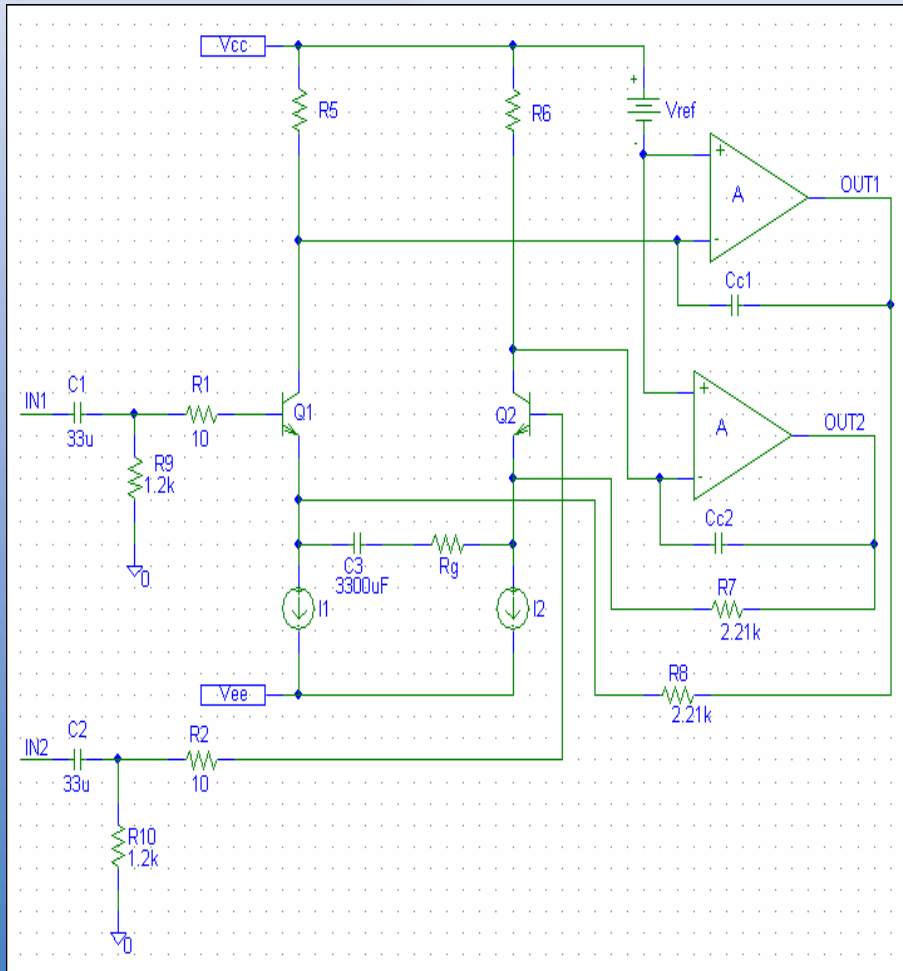 Vcc
R5
R6
+
Vref
-
+
A
OUT1
-
Cc1
IN1
C1
33u
R1
10
Q1
Q2
+
A
OUT2
-
R9
1.2k
0
Cc2
C3
3300uF
Rg
I1
I2
R7
2.21k
R8
2.21k
Vee
IN2
C2
33u
R2
10
R10
1.2k
0